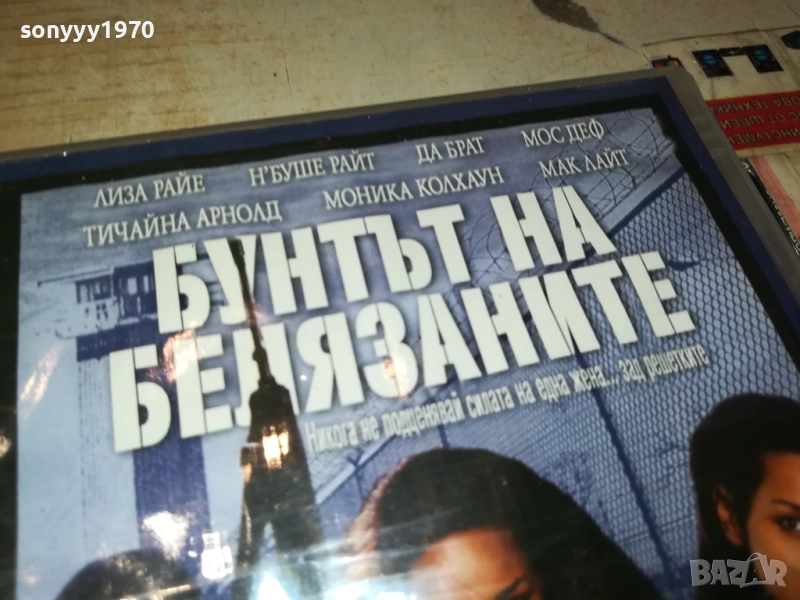 sonyyy1970
ЛИЗА РАЙЕ Н'БУШЕ РАЙТ ДА БРАТ МОС ДЕФ
ТИЧАЙНА АРНОЛД МОНИКА КОЛХАУН МАК ЛАЙТ
БУНТЪТ НА
БЕЛЯЗАНИТЕ
Никога не подценявай силата на една жена... зад решетките
BAZAR